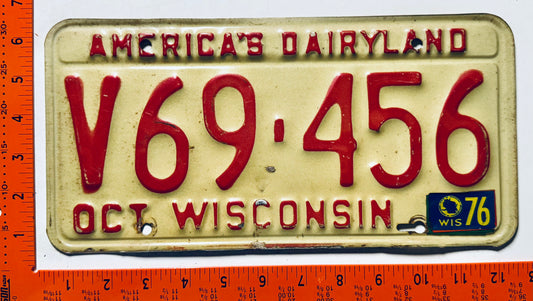 AMERICA'S DAIRYLAND
V69·456
OCT WISCONSIN
WIS 76